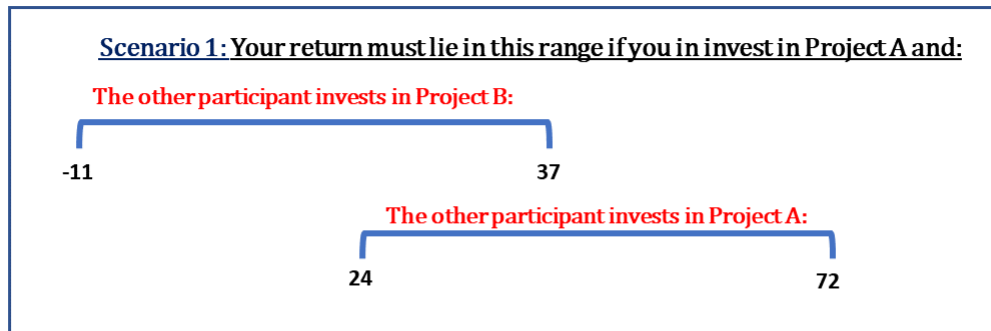 Scenario 1: Your return must lie in this range if you in invest in Project A and:
The other participant invests in Project B:
-11 37
The other participant invests in Project A:
24 72